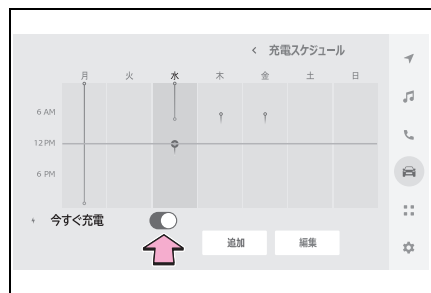 < 充電スケジュール
月 火 水 木 金 土 日
6 AM
12 PM
6 PM
今すぐ充電
追加 編集